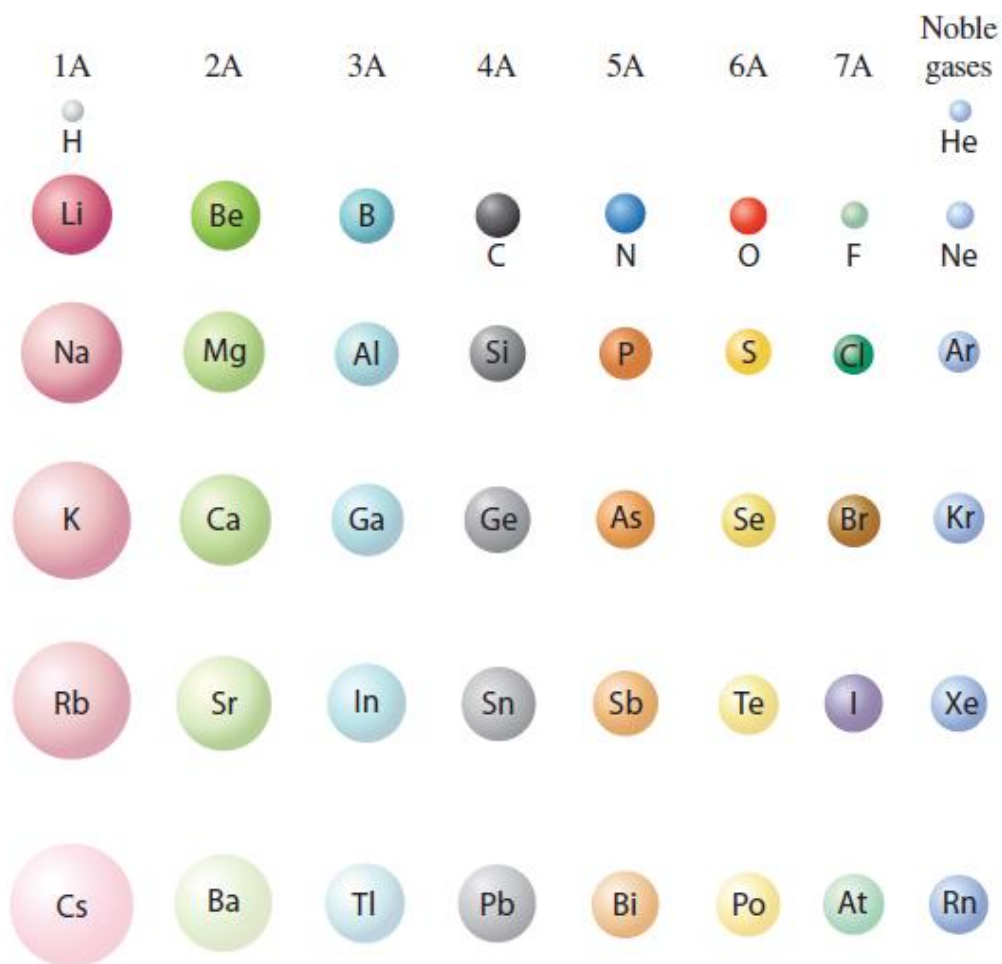 1A 2A 3A 4A 5A 6A 7A Noble gases
H He
Li Be B C N O F Ne
Na Mg Al Si P S Cl Ar
K Ca Ga Ge As Se Br Kr
Rb Sr In Sn Sb Te I Xe
Cs Ba Tl Pb Bi Po At Rn